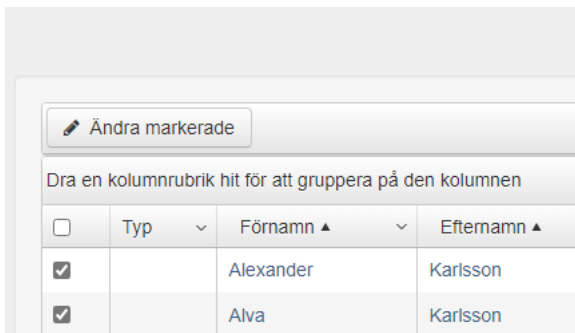 Ändra markerade
Dra en kolumnrubrik hit för att gruppera på den kolumnen
Typ Förnamn ▲ Efternamn ▲
Alexander Karlsson
Alva Karlsson